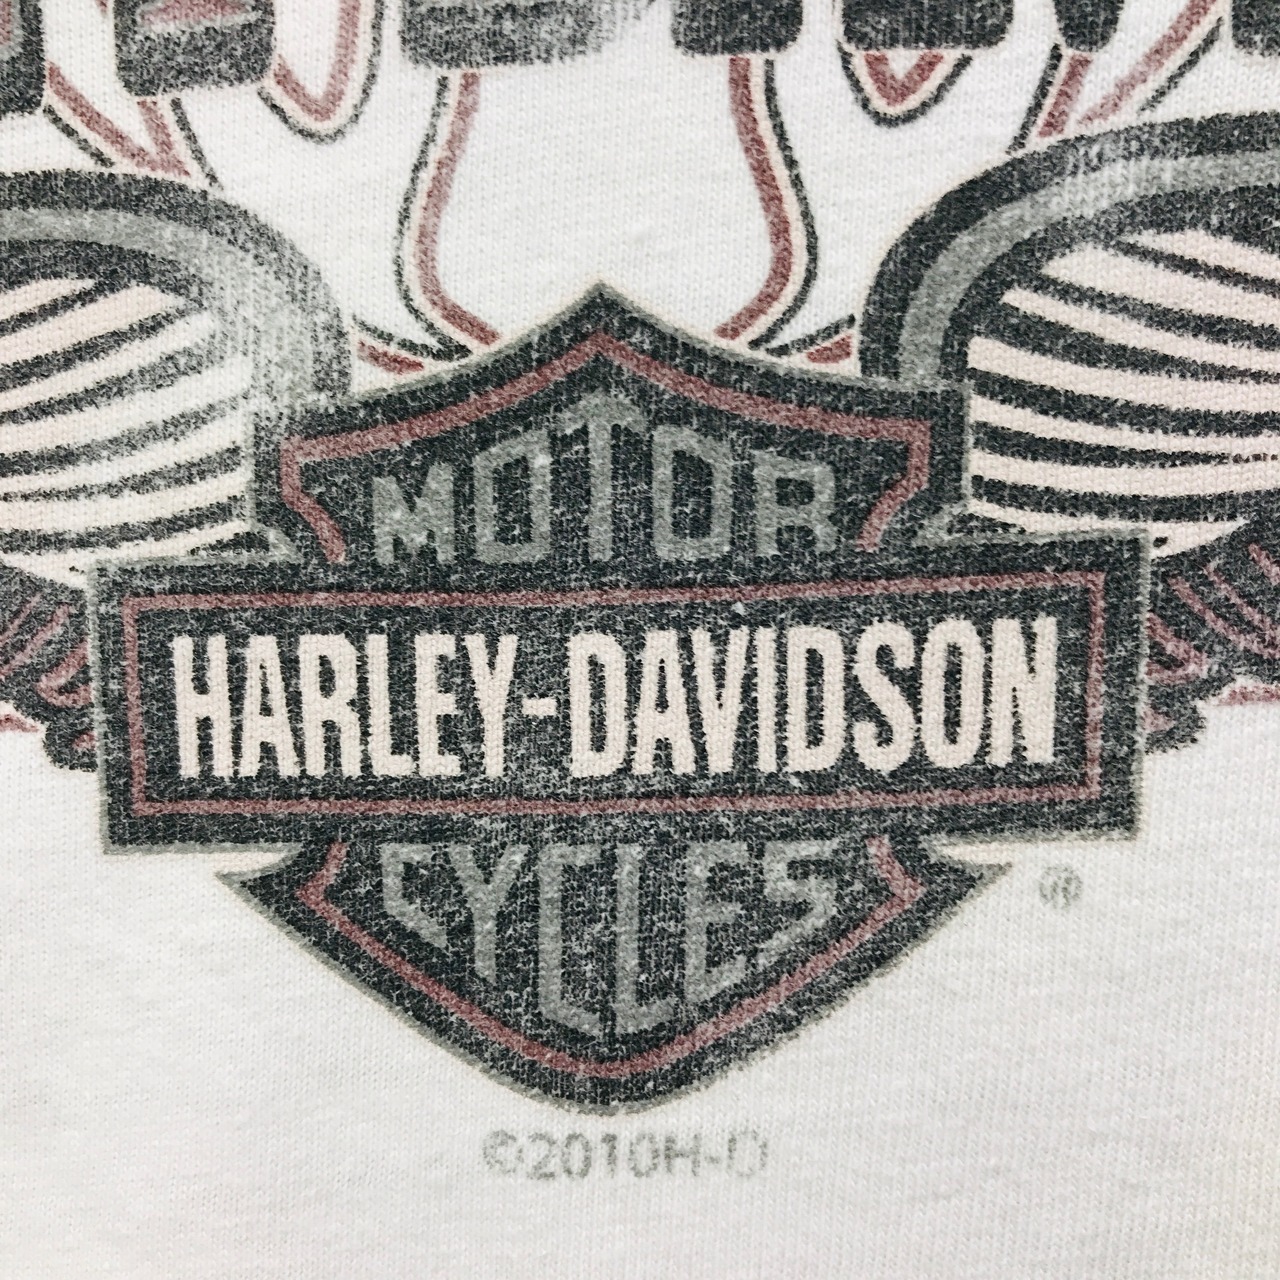 MOTOR
HARLEY-DAVIDSON
CYCLES
®
©2010H-D